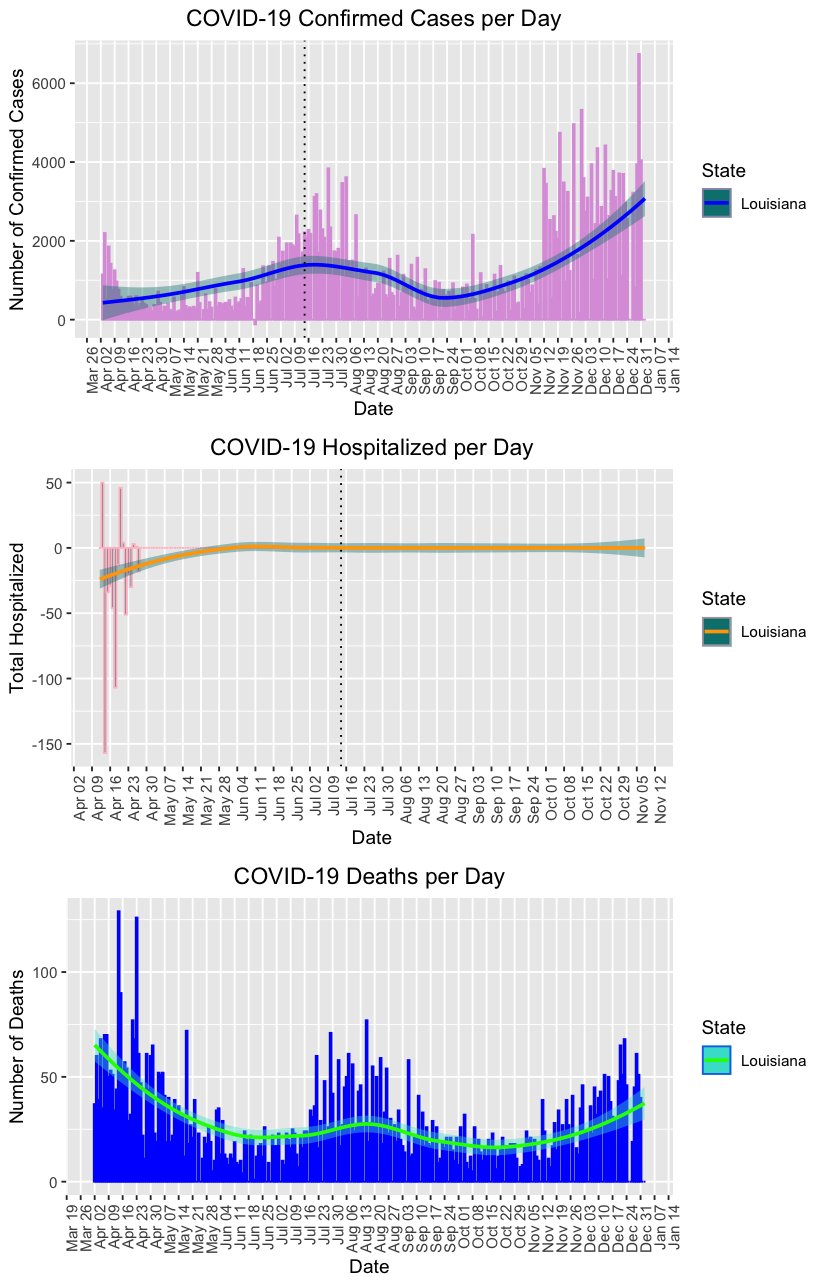 COVID-19 Confirmed Cases per Day
Number of Confirmed Cases
6000
4000
2000
0
Mar 26
Apr 02
Apr 09
Apr 16
Apr 23
Apr 30
May 07
May 14
May 21
May 28
Jun 04
Jun 11
Jun 18
Jun 25
Jul 02
Jul 09
Jul 16
Jul 23
Jul 30
Aug 06
Aug 13
Aug 20
Aug 27
Sep 03
Sep 10
Sep 17
Sep 24
Oct 01
Oct 08
Oct 15
Oct 22
Oct 29
Nov 05
Nov 12
Nov 19
Nov 26
Dec 03
Dec 10
Dec 17
Dec 24
Dec 31
Jan 07
Jan 14
Date
State
Louisiana
COVID-19 Hospitalized per Day
Total Hospitalized
50
0
-50
-100
-150
Apr 02
Apr 09
Apr 16
Apr 23
Apr 30
May 07
May 14
May 21
May 28
Jun 04
Jun 11
Jun 18
Jun 25
Jul 02
Jul 09
Jul 16
Jul 23
Jul 30
Aug 06
Aug 13
Aug 20
Aug 27
Sep 03
Sep 10
Sep 17
Sep 24
Oct 01
Oct 08
Oct 15
Oct 22
Oct 29
Nov 05
Nov 12
Date
State
Louisiana
COVID-19 Deaths per Day
Number of Deaths
100
50
0
Mar 19
Mar 26
Apr 02
Apr 09
Apr 16
Apr 23
Apr 30
May 07
May 14
May 21
May 28
Jun 04
Jun 11
Jun 18
Jun 25
Jul 02
Jul 09
Jul 16
Jul 23
Jul 30
Aug 06
Aug 13
Aug 20
Aug 27
Sep 03
Sep 10
Sep 17
Sep 24
Oct 01
Oct 08
Oct 15
Oct 22
Oct 29
Nov 05
Nov 12
Nov 19
Nov 26
Dec 03
Dec 10
Dec 17
Dec 24
Dec 31
Jan 07
Jan 14
Date
State
Louisiana